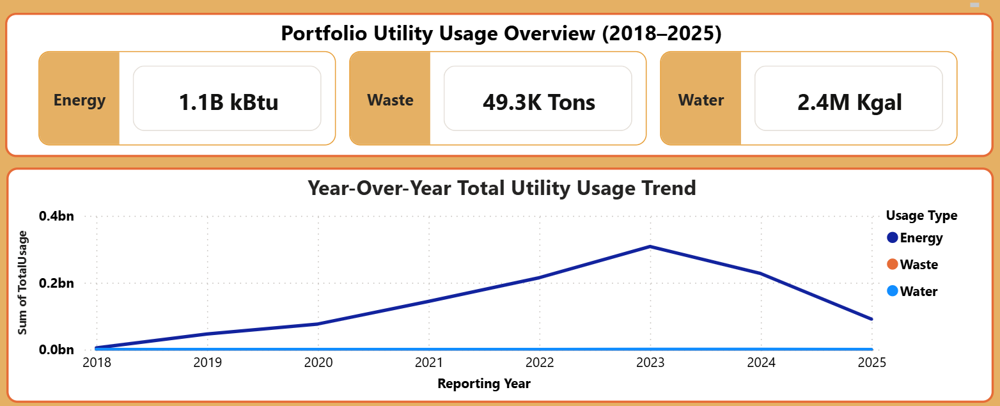 Portfolio Utility Usage Overview (2018–2025)
Energy
1.1B kBtu
Waste
49.3K Tons
Water
2.4M Kgal
Year-Over-Year Total Utility Usage Trend
Sum of TotalUsage
0.4bn
0.2bn
0.0bn
2018 2019 2020 2021 2022 2023 2024 2025
Reporting Year
Usage Type
Energy
Waste
Water